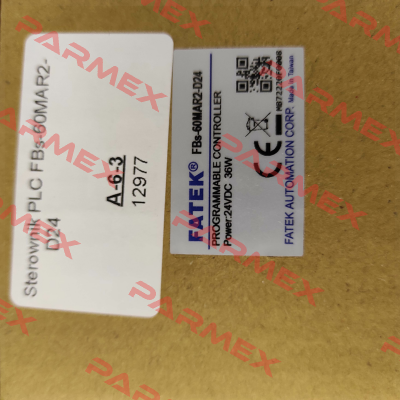 Sterownik PLC FBs-60MAR2-
D24
A-6-3
12977
FATEK®
FBs-60MAR2-D24
PROGRAMMABLE CONTROLLER
Power:24VDC 36W
FATEK AUTOMATION CORP.
Made in Taiwan
PARMEX
PARMEX
PARMEX
PARMEX
PARMEX
PARMEX